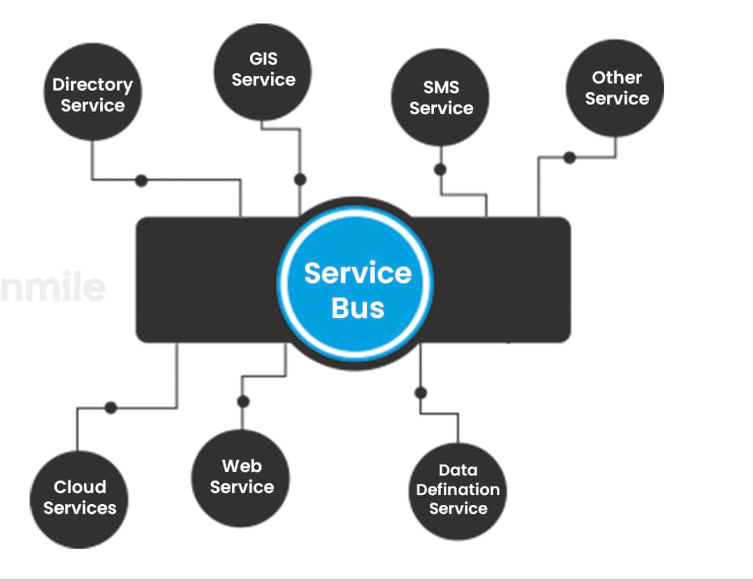 GIS
Service
Directory
Service
SMS
Service
Other
Service
nmile
Service
Bus
Cloud
Services
Web
Service
Data
Defination
Service